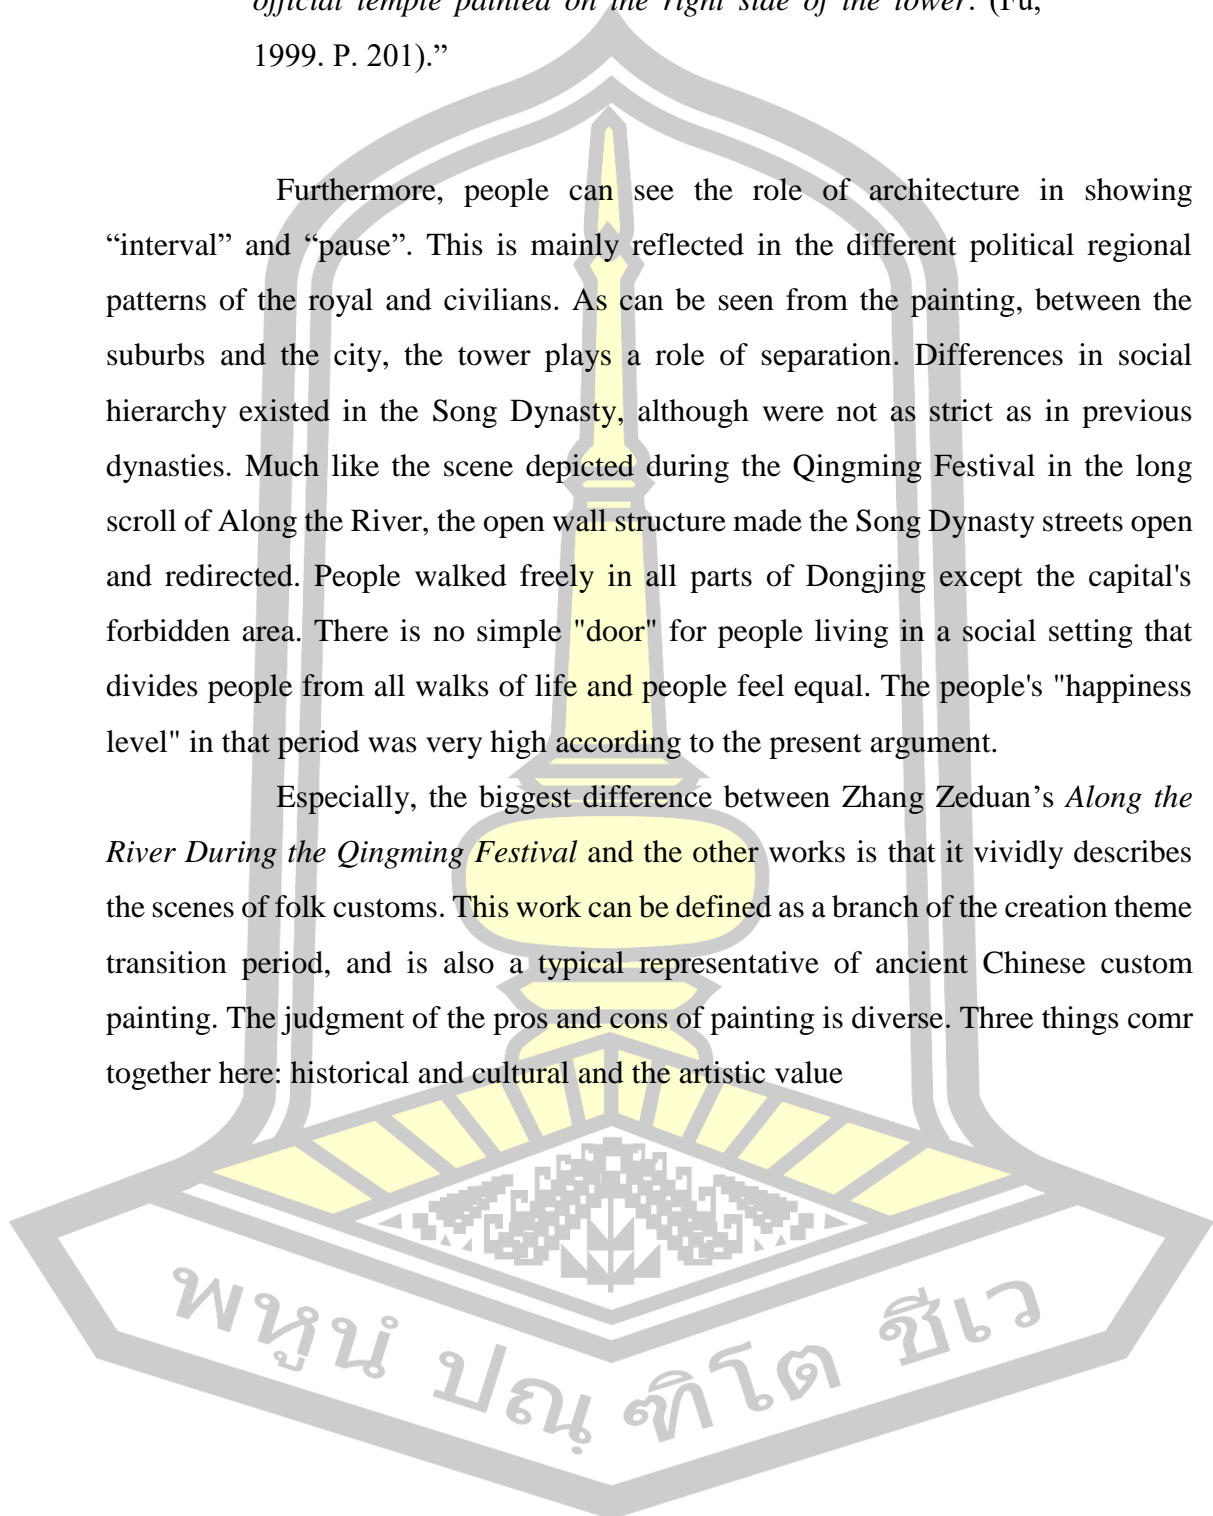 official temple painted on the right side of the tower. (Fu,
1999. P. 201).”
Furthermore, people can see the role of architecture in showing
“interval” and “pause”. This is mainly reflected in the different political regional
patterns of the royal and civilians. As can be seen from the painting, between the
suburbs and the city, the tower plays a role of separation. Differences in social
hierarchy existed in the Song Dynasty, although were not as strict as in previous
dynasties. Much like the scene depicted during the Qingming Festival in the long
scroll of Along the River, the open wall structure made the Song Dynasty streets open
and redirected. People walked freely in all parts of Dongjing except the capital's
forbidden area. There is no simple "door" for people living in a social setting that
divides people from all walks of life and people feel equal. The people's "happiness
level" in that period was very high according to the present argument.
Especially, the biggest difference between Zhang Zeduan’s Along the
River During the Qingming Festival and the other works is that it vividly describes
the scenes of folk customs. This work can be defined as a branch of the creation theme
transition period, and is also a typical representative of ancient Chinese custom
painting. The judgment of the pros and cons of painting is diverse. Three things comr
together here: historical and cultural and the artistic value
พหูนํ ปณฺฑิโต ชีเว